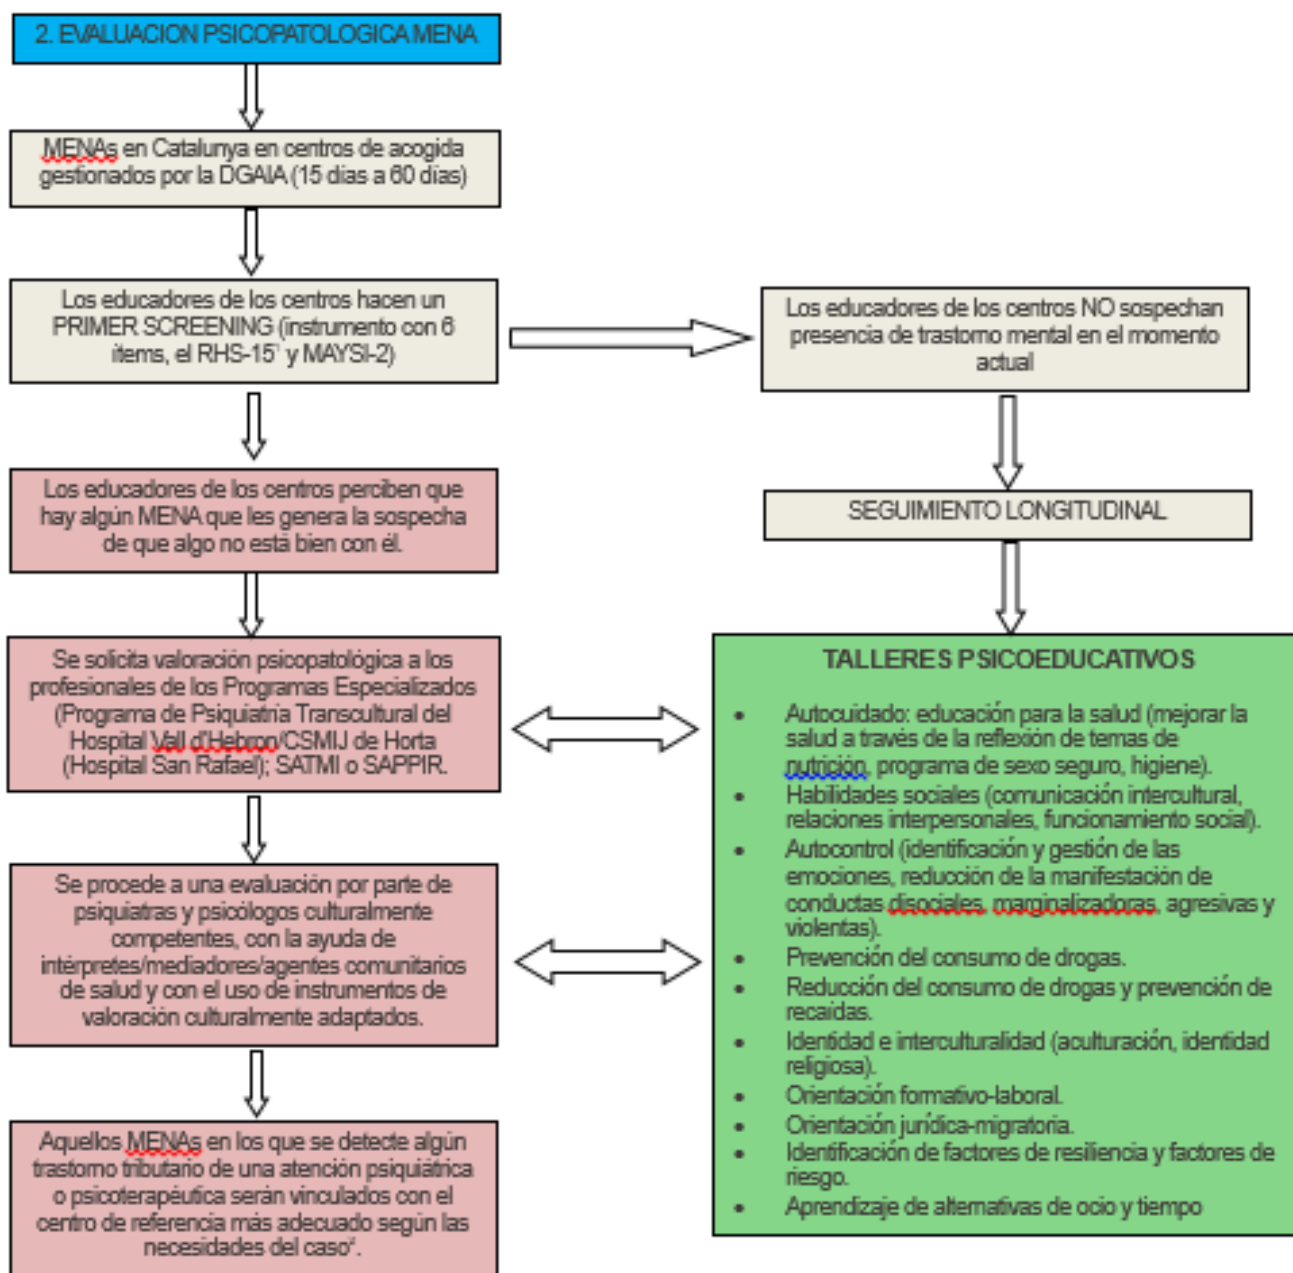 2. EVALUACION PSICOPATOLOGICA MENA
MENAs en Catalunya en centros de acogida
gestionados por la DGAIA (15 días a 60 días)
Los educadores de los centros hacen un
PRIMER SCREENING (instrumento con 6
items, el RHS-15¹ y MAYSI-2)
Los educadores de los centros NO sospechan
presencia de trastorno mental en el momento
actual
Los educadores de los centros perciben que
hay algún MENA que les genera la sospecha
de que algo no está bien con él.
SEGUIMIENTO LONGITUDINAL
Se solicita valoración psicopatológica a los
profesionales de los Programas Especializados
(Programa de Psiquiatría Transcultural del
Hospital Vall d'Hebron/CSMIJ de Horta
(Hospital San Rafael); SATMI o SAPPIR.
Se procede a una evaluación por parte de
psiquiatras y psicólogos culturalmente
competentes, con la ayuda de
intérpretes/mediadores/agentes comunitarios
de salud y con el uso de instrumentos de
valoración culturalmente adaptados.
Aquellos MENAs en los que se detecte algún
trastorno tributario de una atención psiquiátrica
o psicoterapéutica serán vinculados con el
centro de referencia más adecuado según las
necesidades del caso².
TALLERES PSICOEDUCATIVOS
• Autocuidado: educación para la salud (mejorar la
salud a través de la reflexión de temas de
nutrición, programa de sexo seguro, higiene).
• Habilidades sociales (comunicación intercultural,
relaciones interpersonales, funcionamiento social).
• Autocontrol (identificación y gestión de las
emociones, reducción de la manifestación de
conductas disociales, marginalizadoras, agresivas y
violentas).
• Prevención del consumo de drogas.
• Reducción del consumo de drogas y prevención de
recaídas.
• Identidad e interculturalidad (aculturación, identidad
religiosa).
• Orientación formativo-laboral.
• Orientación jurídica-migratoria.
• Identificación de factores de resiliencia y factores de
riesgo.
• Aprendizaje de alternativas de ocio y tiempo